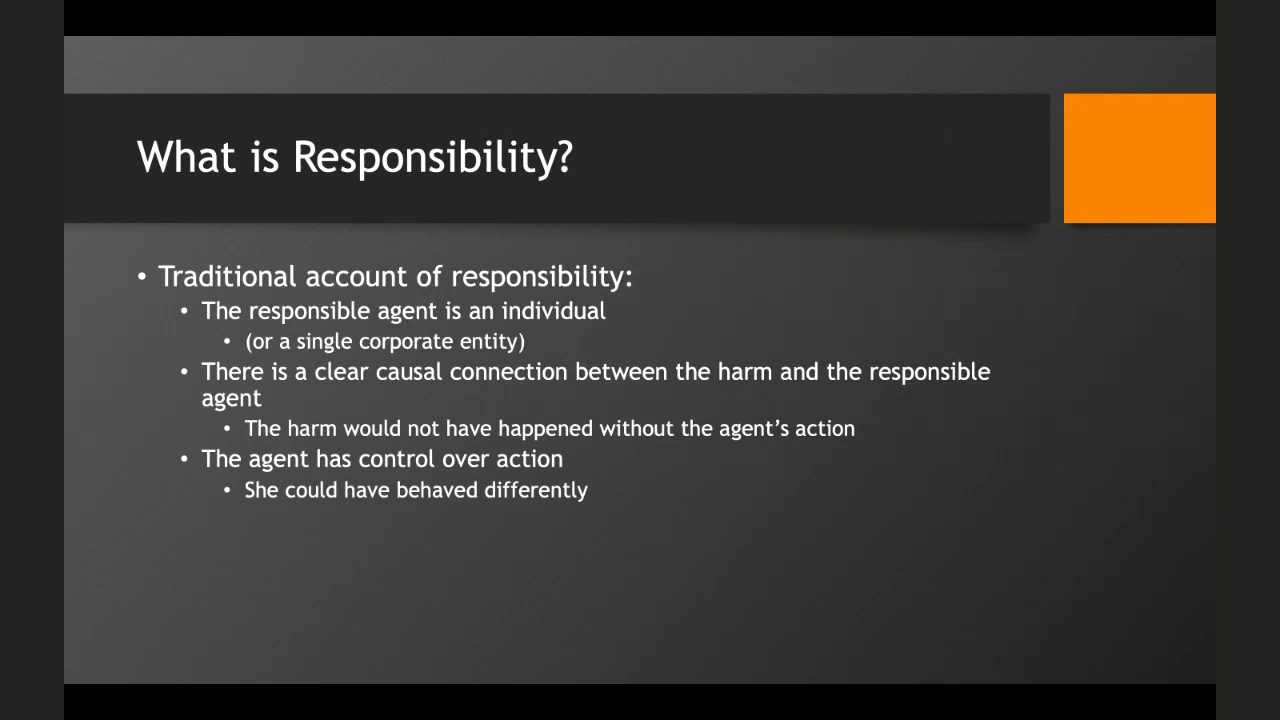 What is Responsibility?
• Traditional account of responsibility:
• The responsible agent is an individual
• (or a single corporate entity)
• There is a clear causal connection between the harm and the responsible
agent
• The harm would not have happened without the agent’s action
• The agent has control over action
• She could have behaved differently